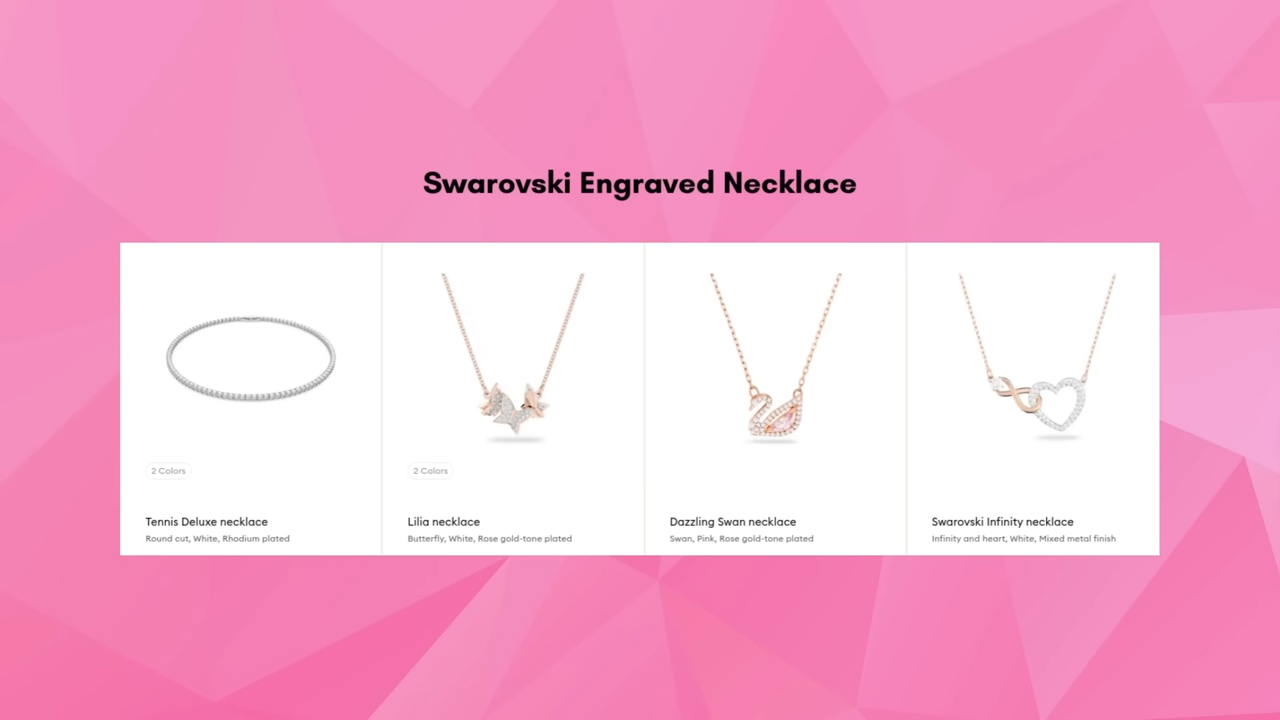 Swarovski Engraved Necklace
2 Colors
2 Colors
Tennis Deluxe necklace
Round cut, White, Rhodium plated
Lilia necklace
Butterfly, White, Rose gold-tone plated
Dazzling Swan necklace
Swan, Pink, Rose gold-tone plated
Swarovski Infinity necklace
Infinity and heart, White, Mixed metal finish